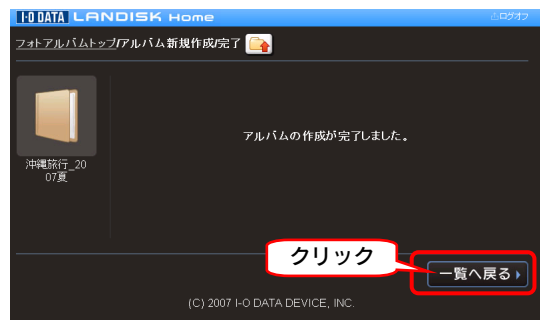 I·O DATA LANDISK Home
ログオフ
フォトアルバムトップ/アルバム新規作成/完了
アルバムの作成が完了しました。
沖縄旅行_20
07夏
クリック
一覧へ戻る
(C) 2007 I-O DATA DEVICE, INC.